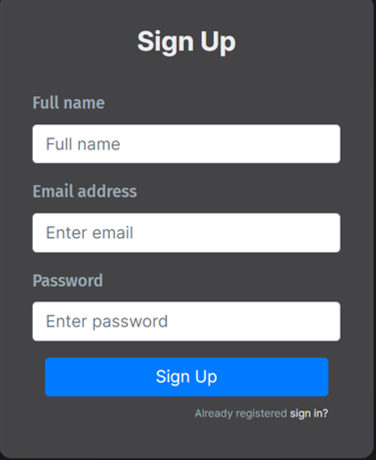 Sign Up
Full name
Full name
Email address
Enter email
Password
Enter password
Sign Up
Already registered sign in?